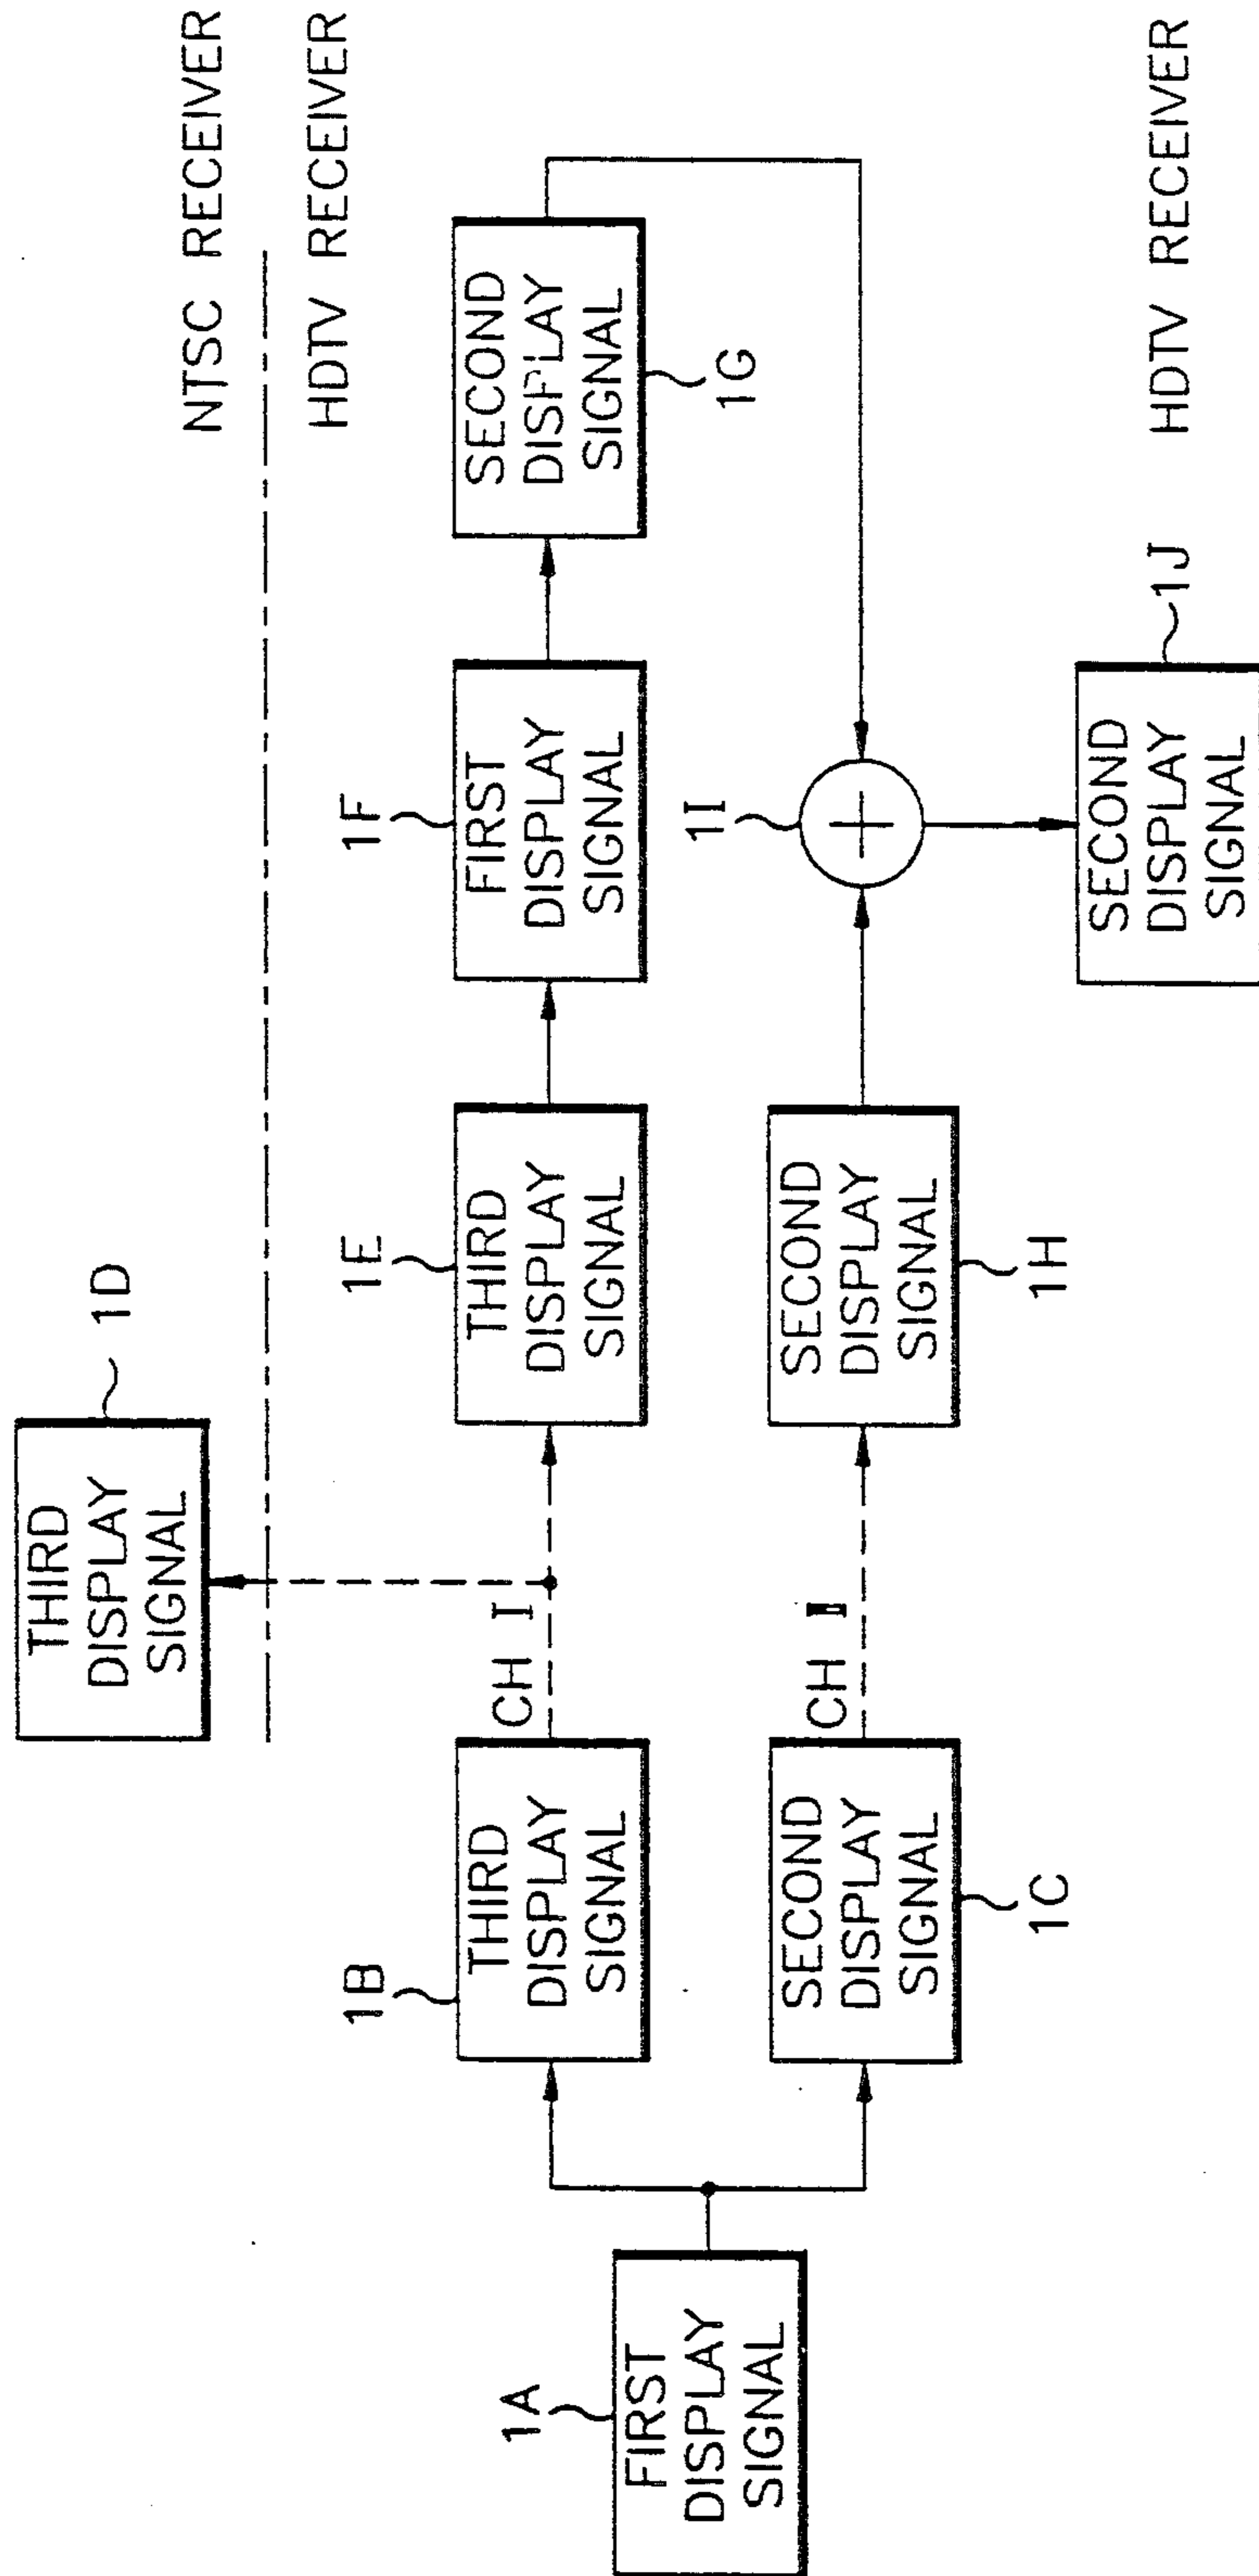 NTSC RECEIVER
HDTV RECEIVER
THIRD
DISPLAY
SIGNAL
1D
1A
FIRST
DISPLAY
SIGNAL
1B
THIRD
DISPLAY
SIGNAL
CH I
1E
THIRD
DISPLAY
SIGNAL
1F
FIRST
DISPLAY
SIGNAL
SECOND
DISPLAY
SIGNAL
1G
SECOND
DISPLAY
SIGNAL
1C
CH
SECOND
DISPLAY
SIGNAL
1H
1I
+
SECOND
DISPLAY
SIGNAL
1J
HDTV RECEIVER